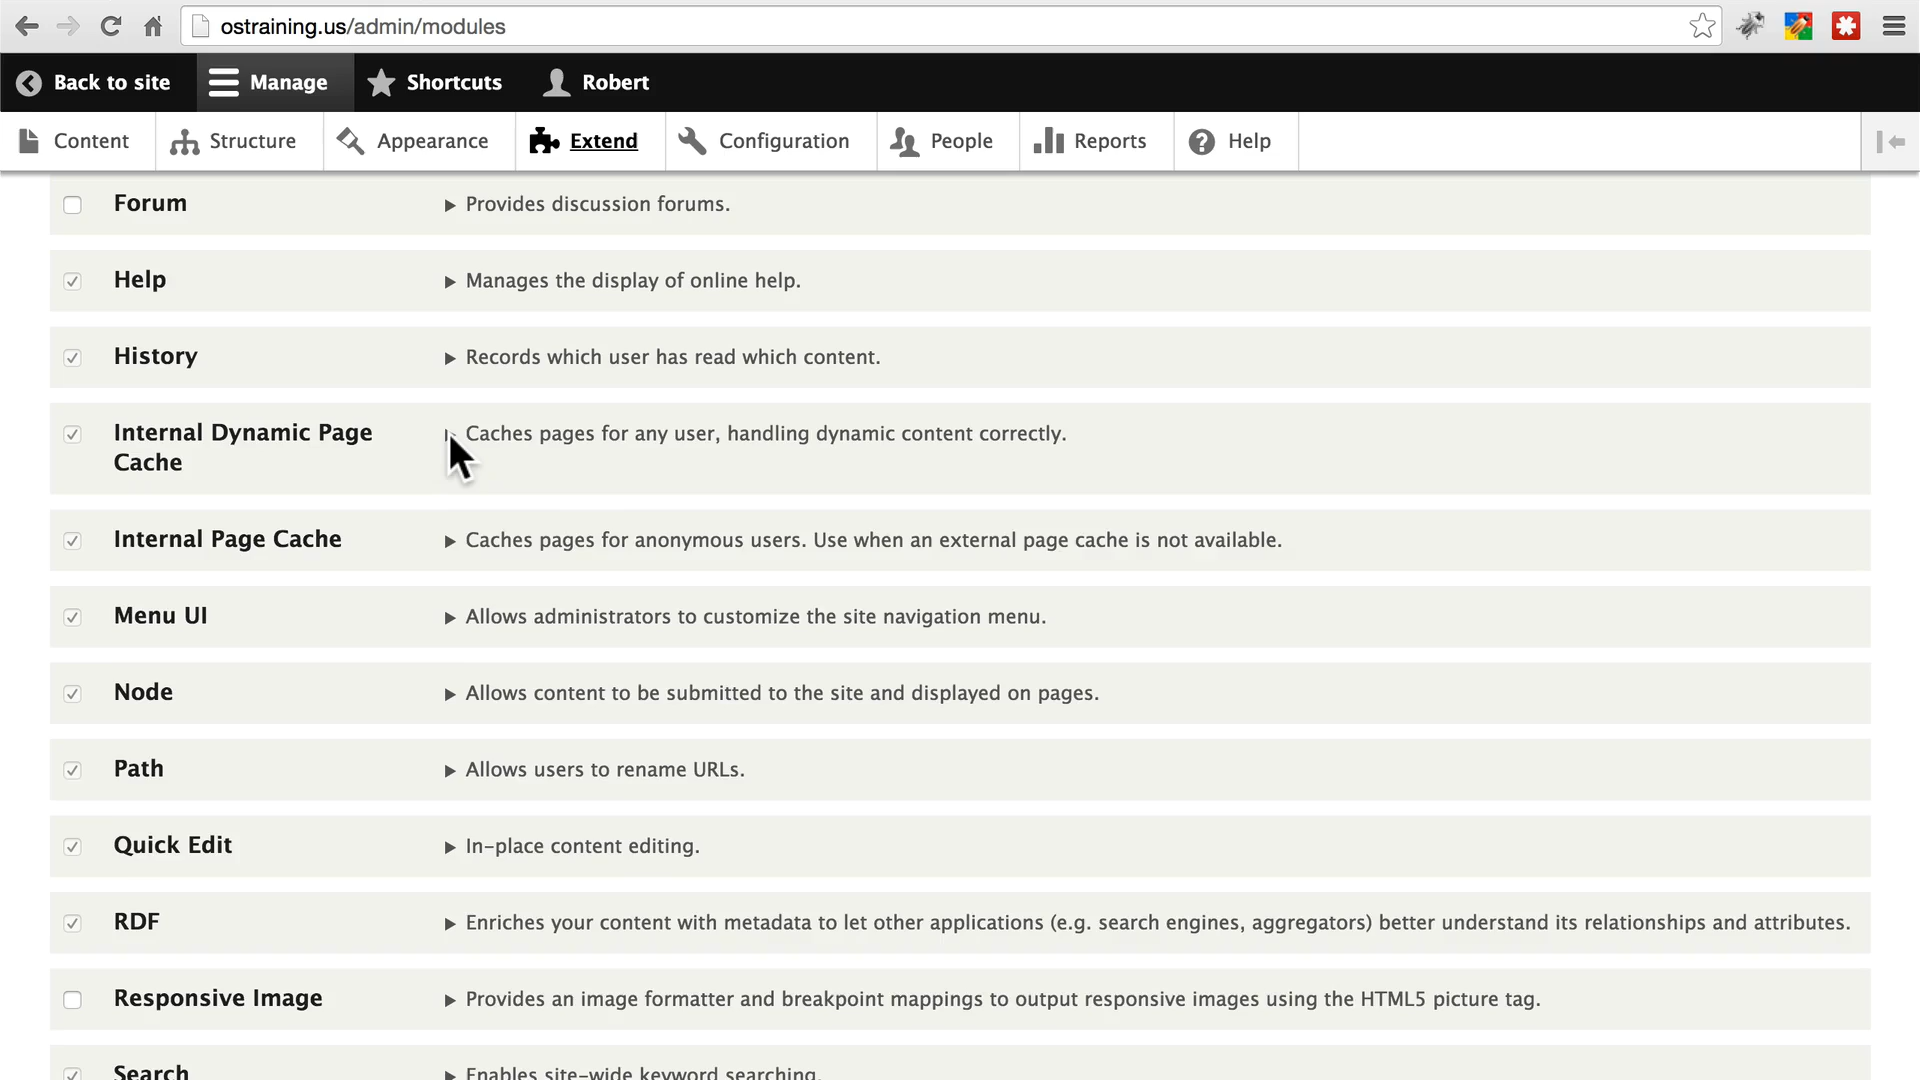 ostraining.us/admin/modules
Back to site Manage Shortcuts Robert
Content Structure Appearance Extend Configuration People Reports Help
Forum Provides discussion forums.
Help Manages the display of online help.
History Records which user has read which content.
Internal Dynamic Page Caches pages for any user, handling dynamic content correctly.
Cache
Internal Page Cache Caches pages for anonymous users. Use when an external page cache is not available.
Menu UI Allows administrators to customize the site navigation menu.
Node Allows content to be submitted to the site and displayed on pages.
Path Allows users to rename URLs.
Quick Edit In-place content editing.
RDF Enriches your content with metadata to let other applications (e.g. search engines, aggregators) better understand its relationships and attributes.
Responsive Image Provides an image formatter and breakpoint mappings to output responsive images using the HTML5 picture tag.
Search Enables site-wide keyword searching.